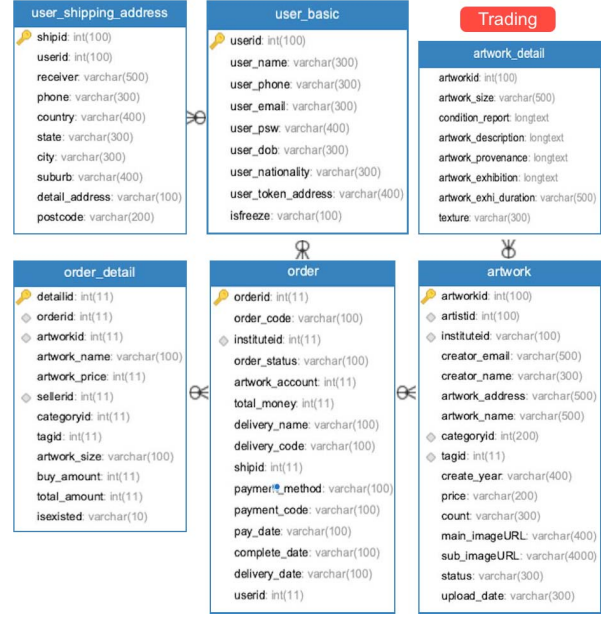 user_shipping_address
shipid: int(100)
userid: int(100)
receiver: varchar(500)
phone: varchar(300)
country: varchar(400)
state: varchar(300)
city: varchar(300)
suburb: varchar(400)
detail_address: varchar(100)
postcode: varchar(200)
user_basic
userid: int(100)
user_name: varchar(300)
user_phone: varchar(300)
user_email: varchar(300)
user_psw: varchar(400)
user_dob: varchar(300)
user_nationality: varchar(300)
user_token_address: varchar(400)
isfreeze: varchar(100)
Trading
artwork_detail
artworkid: int(100)
artwork_size: varchar(500)
condition_report: longtext
artwork_description: longtext
artwork_provenance: longtext
artwork_exhibition: longtext
artwork_exhi_duration: varchar(500)
texture: varchar(300)
order_detail
detailid: int(11)
orderid: int(11)
artworkid: int(11)
artwork_name: varchar(100)
artwork_price: int(11)
sellerid: int(11)
categoryid: int(11)
tagid: int(11)
artwork_size: varchar(100)
buy_amount: int(11)
total_amount: int(11)
isexisted: varchar(10)
order
orderid: int(11)
order_code: varchar(100)
instituteid: int(11)
order_status: varchar(100)
artwork_account: int(11)
total_money: int(11)
delivery_name: varchar(100)
delivery_code: varchar(100)
shipid: int(11)
payment_method: varchar(100)
payment_code: varchar(100)
pay_date: varchar(100)
complete_date: varchar(100)
delivery_date: varchar(100)
userid: int(11)
artwork
artworkid: int(100)
artistid: int(100)
instituteid: varchar(100)
creator_email: varchar(500)
creator_name: varchar(300)
artwork_address: varchar(500)
artwork_name: varchar(500)
categoryid: int(200)
tagid: int(11)
create_year: varchar(400)
price: varchar(200)
count: varchar(300)
main_imageURL: varchar(400)
sub_imageURL: varchar(4000)
status: varchar(300)
upload_date: varchar(300)